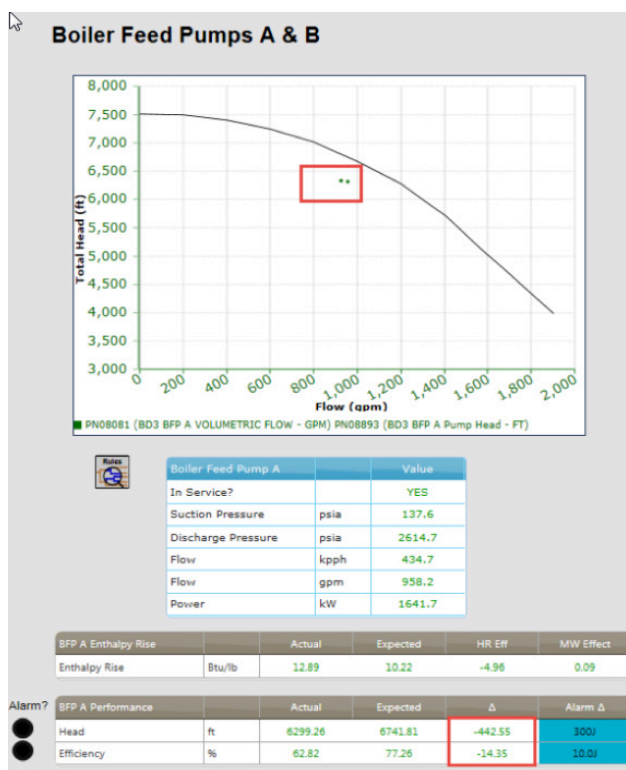 Boiler Feed Pumps A & B
8,000
7,500
7,000
6,500
6,000
5,500
5,000
4,500
4,000
3,500
3,000
Total Head (ft)
0 200 400 600 800 1,000 1,200 1,400 1,600 1,800 2,000
Flow (gpm)
PN08081 (BD3 BFP A VOLUMETRIC FLOW - GPM) PN08893 (BD3 BFP A Pump Head - FT)
Rules
Boiler Feed Pump A Value
In Service? YES
Suction Pressure psia 137.6
Discharge Pressure psia 2614.7
Flow kpph 434.7
Flow gpm 958.2
Power kW 1641.7
BFP A Enthalpy Rise Actual Expected HR Eff MW Effect
Enthalpy Rise Btu/lb 12.89 10.22 -4.96 0.09
Alarm? BFP A Performance Actual Expected Δ Alarm Δ
Head ft 6299.26 6741.81 -442.55 300J
Efficiency % 62.82 77.26 -14.35 10.0J